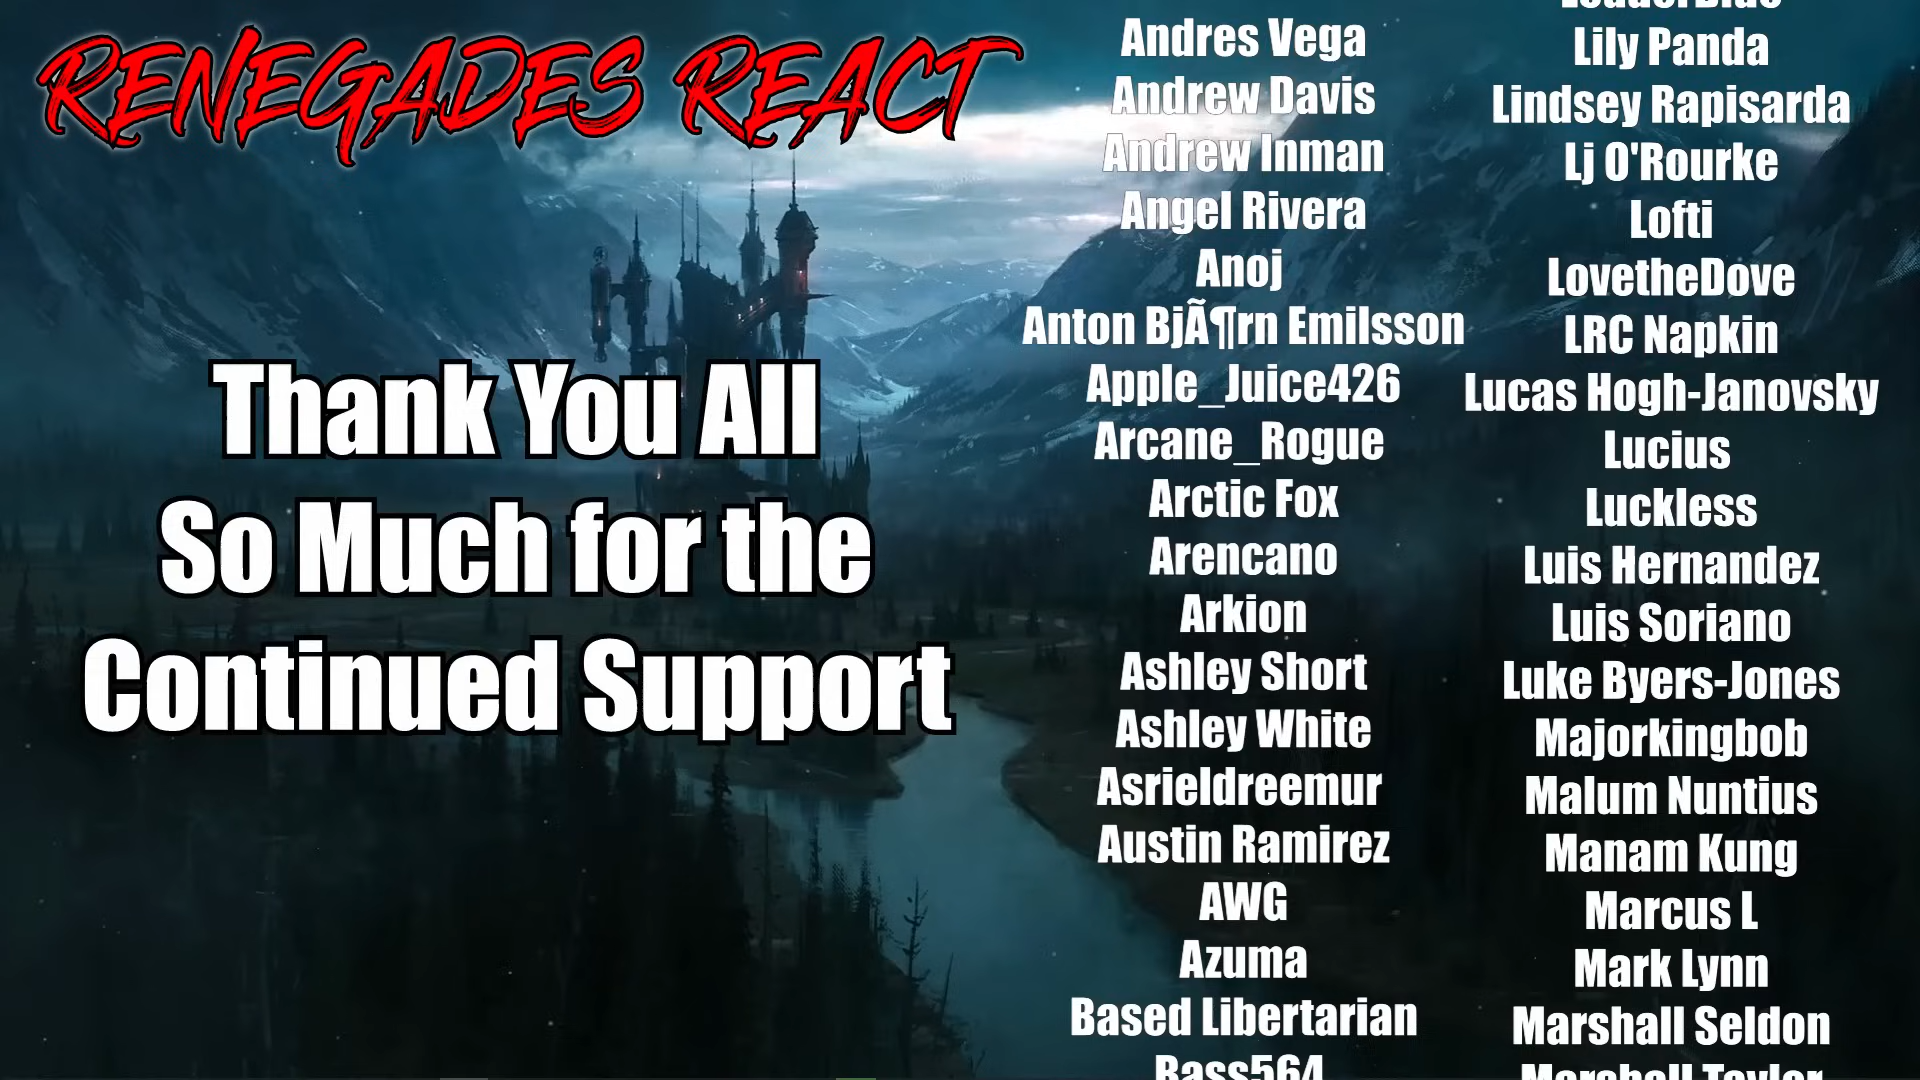 RENEGADES REACT
Thank You All
So Much for the
Continued Support
Andres Vega
Andrew Davis
Andrew Inman
Angel Rivera
Anoj
Anton BjÃ¶rn Emilsson
Apple_Juice426
Arcane_Rogue
Arctic Fox
Arencano
Arkion
Ashley Short
Ashley White
Asrieldreemur
Austin Ramirez
AWG
Azuma
Based Libertarian
Bass564
Lily Panda
Lindsey Rapisarda
Lj O'Rourke
Lofti
LovetheDove
LRC Napkin
Lucas Hogh-Janovsky
Lucius
Luckless
Luis Hernandez
Luis Soriano
Luke Byers-Jones
Majorkingbob
Malum Nuntius
Manam Kung
Marcus L
Mark Lynn
Marshall Seldon
Marshall Taylor